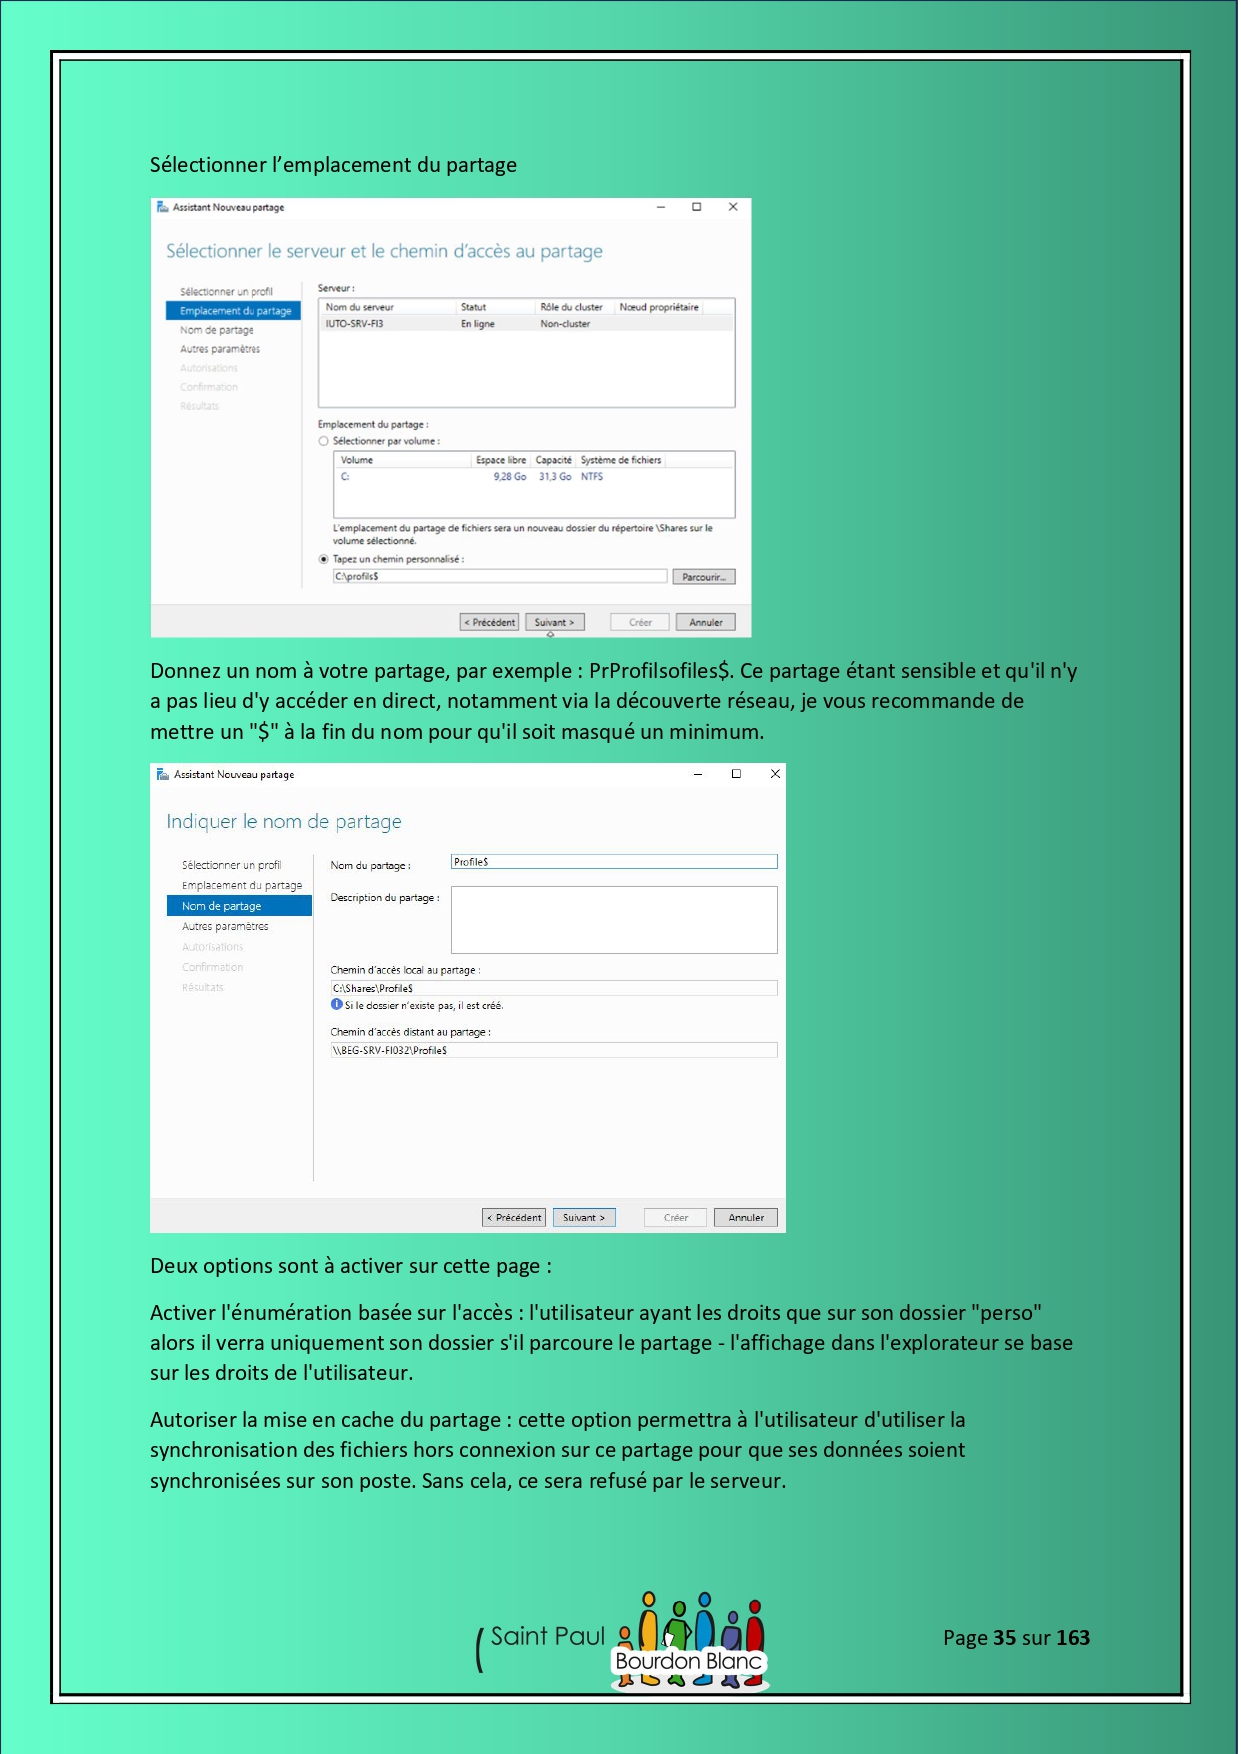 Sélectionner l’emplacement du partage
Assistant Nouveau partage
Sélectionner le serveur et le chemin d’accès au partage
Sélectionner un profil
Emplacement du partage
Nom de partage
Autres paramètres
Autorisations
Confirmation
Résultats
Serveur :
Nom du serveur Statut Rôle du cluster Nœud propriétaire
IUTO-SRV-FI3 En ligne Non-cluster
Emplacement du partage :
Sélectionner par volume :
Volume Espace libre Capacité Système de fichiers
C: 9,28 Go 31,3 Go NTFS
L’emplacement du partage de fichiers sera un nouveau dossier du répertoire \Shares sur le
volume sélectionné.
Tapez un chemin personnalisé :
C:\profils$ Parcourir...
< Précédent Suivant > Créer Annuler
Donnez un nom à votre partage, par exemple : PrProfilsofiles$. Ce partage étant sensible et qu'il n'y
a pas lieu d'y accéder en direct, notamment via la découverte réseau, je vous recommande de
mettre un "$" à la fin du nom pour qu'il soit masqué un minimum.
Assistant Nouveau partage
Indiquer le nom de partage
Sélectionner un profil
Emplacement du partage
Nom de partage
Autres paramètres
Autorisations
Confirmation
Résultats
Nom du partage : Profile$
Description du partage :
Chemin d’accès local au partage :
C:\Shares\Profile$
Si le dossier n’existe pas, il est créé.
Chemin d’accès distant au partage :
\\BEG-SRV-FI032\Profile$
< Précédent Suivant > Créer Annuler
Deux options sont à activer sur cette page :
Activer l'énumération basée sur l'accès : l'utilisateur ayant les droits que sur son dossier "perso"
alors il verra uniquement son dossier s'il parcoure le partage - l'affichage dans l'explorateur se base
sur les droits de l'utilisateur.
Autoriser la mise en cache du partage : cette option permettra à l'utilisateur d'utiliser la
synchronisation des fichiers hors connexion sur ce partage pour que ses données soient
synchronisées sur son poste. Sans cela, ce sera refusé par le serveur.
Saint Paul
Bourdon Blanc
Page 35 sur 163